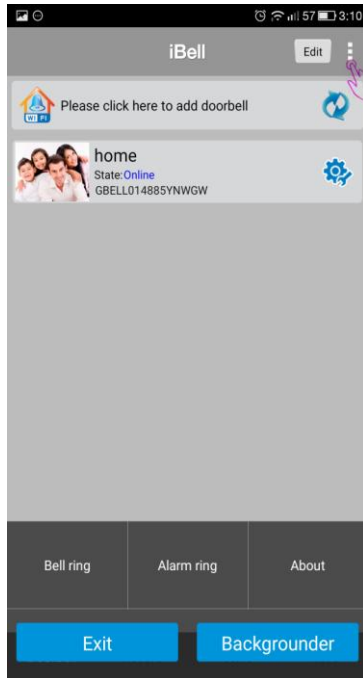 57 3:10
iBell
Edit
WI FI
Please click here to add doorbell
home
State:Online
GBELL014885YNWGW
Bell ring
Alarm ring
About
Exit
Backgrounder